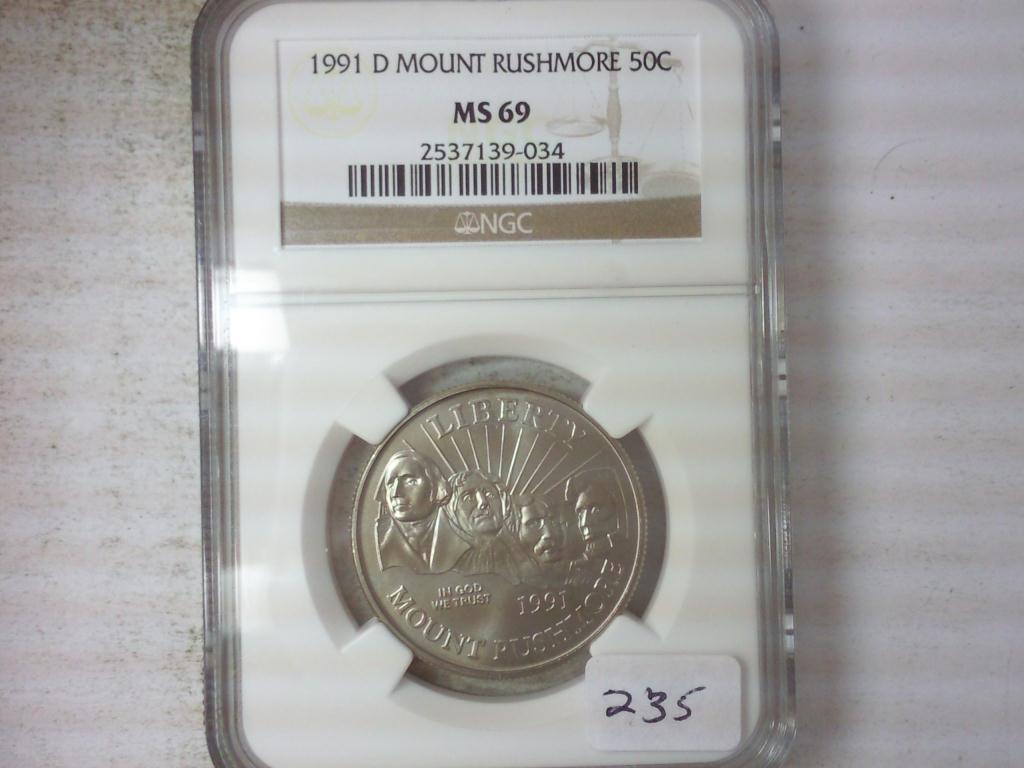 1991 D MOUNT RUSHMORE 50C
MS 69
2537139-034
NGC
LIBERTY
IN GOD
WE TRUST
1991
MOUNT RUSHMORE
235